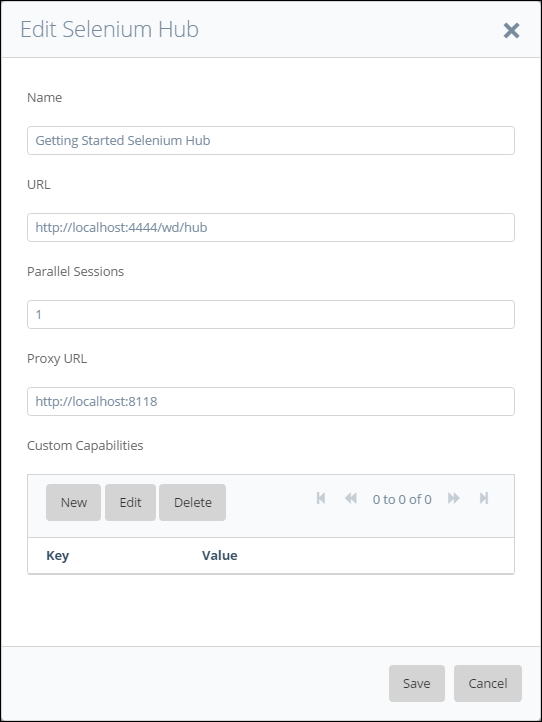 Edit Selenium Hub
Name
Getting Started Selenium Hub
URL
http://localhost:4444/wd/hub
Parallel Sessions
1
Proxy URL
http://localhost:8118
Custom Capabilities
New Edit Delete 0 to 0 of 0
Key Value
Save Cancel